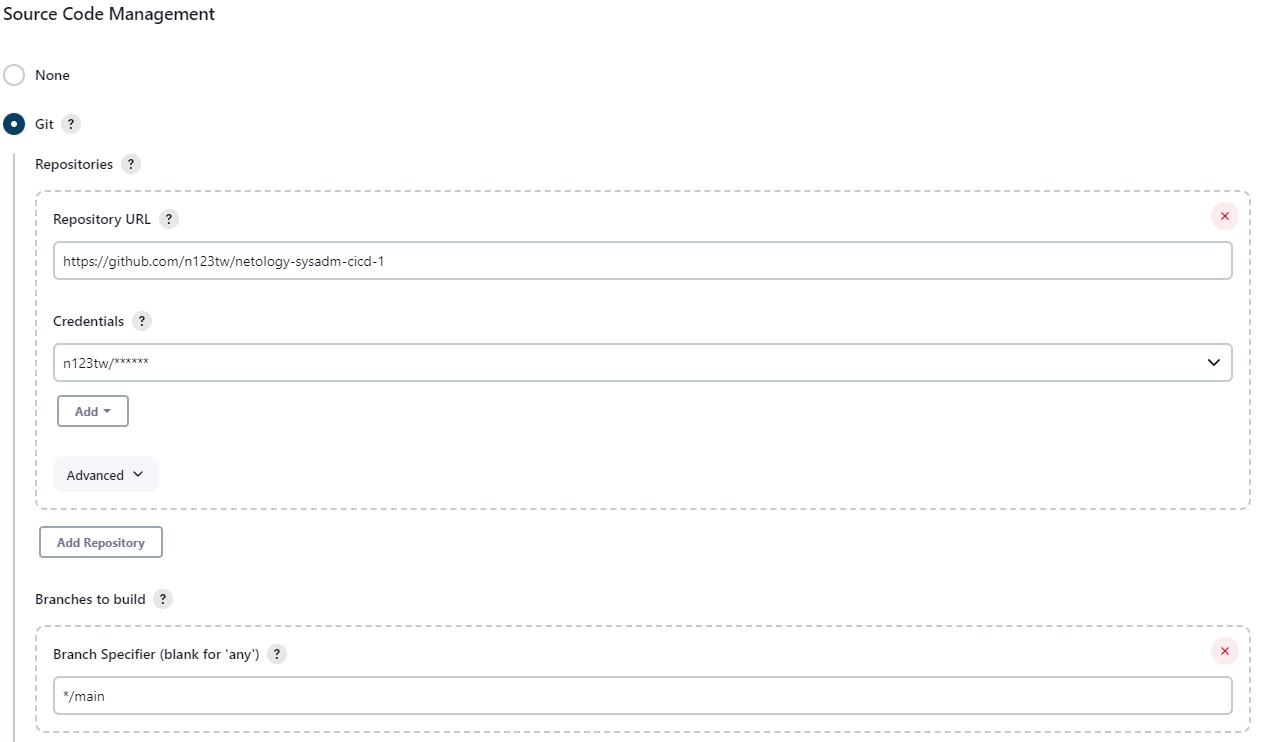 Source Code Management
None
Git ?
Repositories ?
Repository URL ?
https://github.com/n123tw/netology-sysadm-cicd-1
Credentials ?
n123tw/******
Add
Advanced
Add Repository
Branches to build ?
Branch Specifier (blank for 'any') ?
*/main